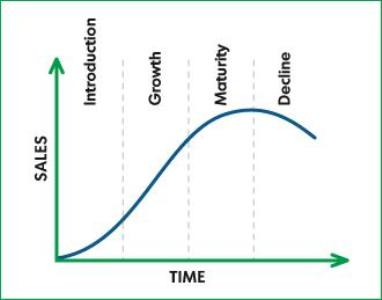 Introduction
Growth
Maturity
Decline
SALES
TIME